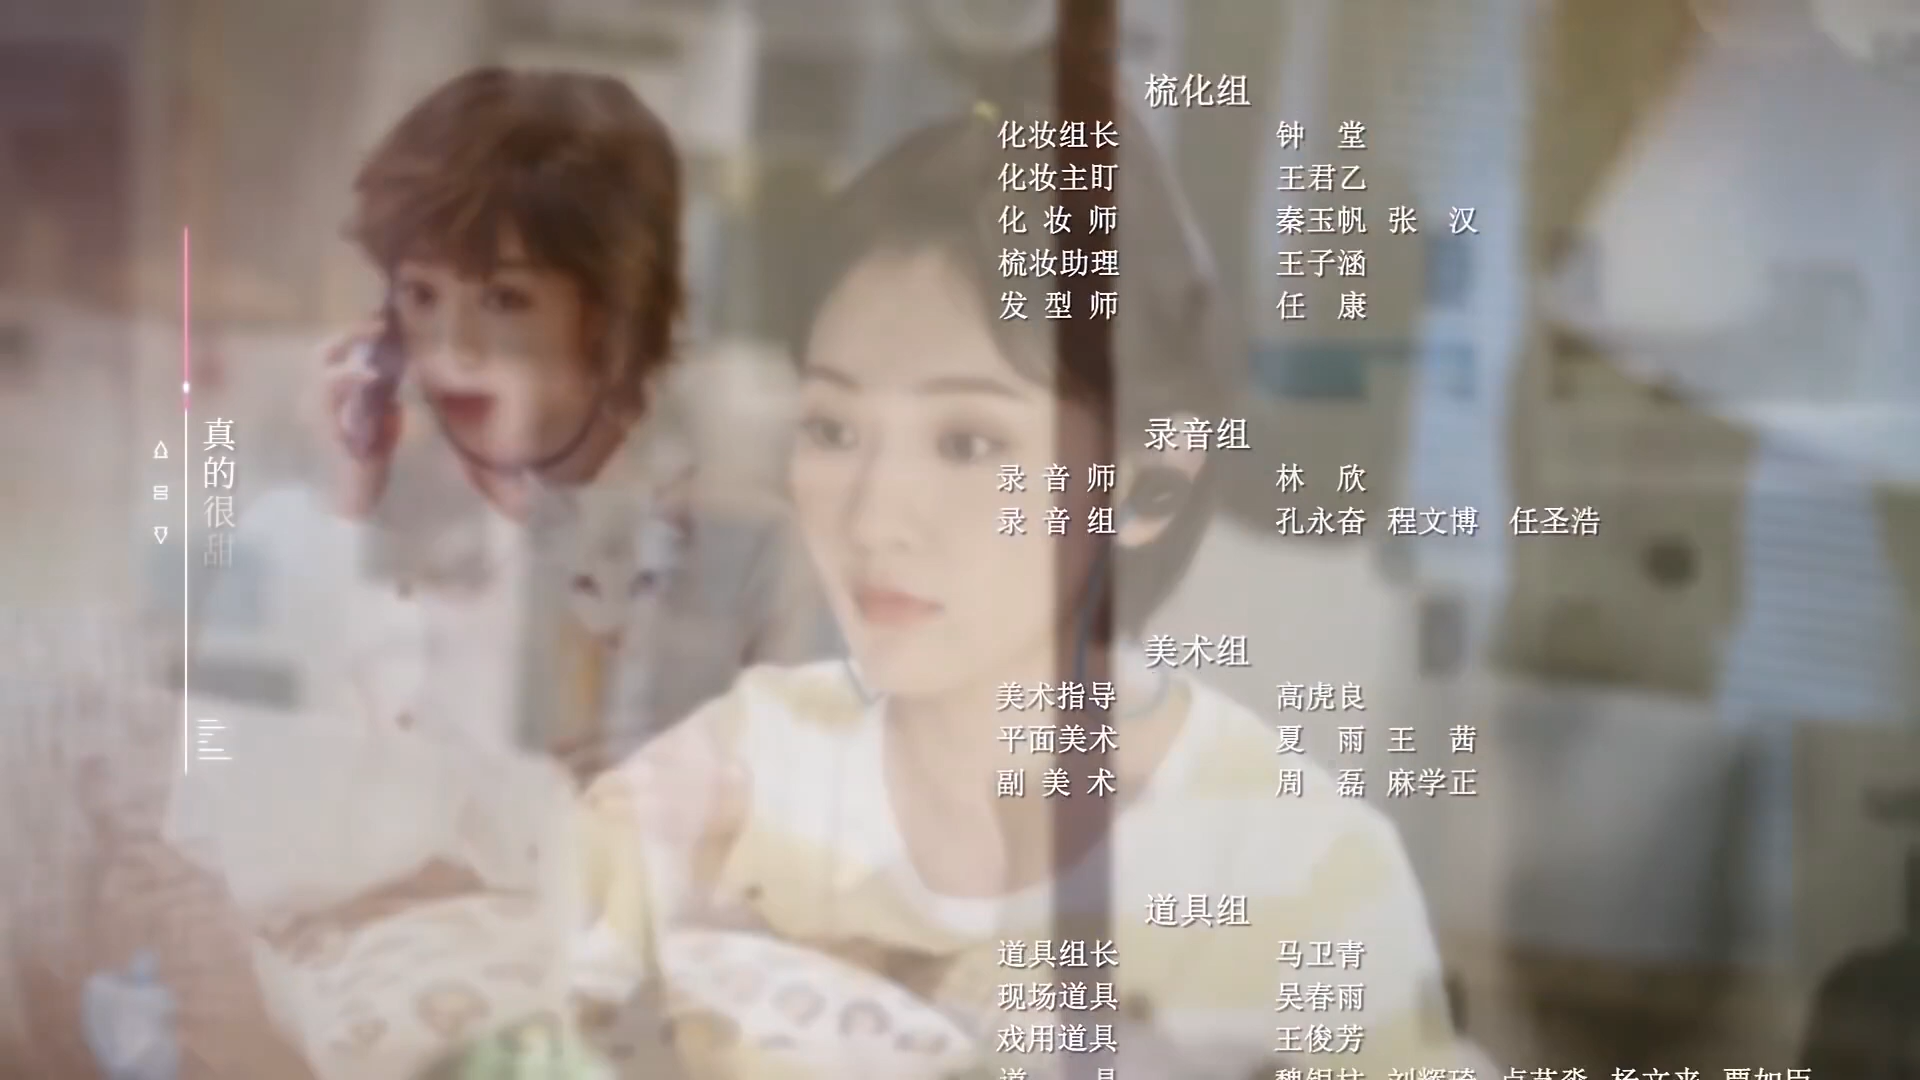 真的很甜
梳化组
化妆组长 钟 堂
化妆主盯 王君乙
化妆师 秦玉帆 张 汉
梳妆助理 王子涵
发型师 任 康
录音组
录音师 林 欣
录音组 孔永奋 程文博 任圣浩
美术组
美术指导 高虎良
平面美术 夏 雨 王 茜
副美术 周 磊 麻学正
道具组
道具组长 马卫青
现场道具 吴春雨
戏用道具 王俊芳